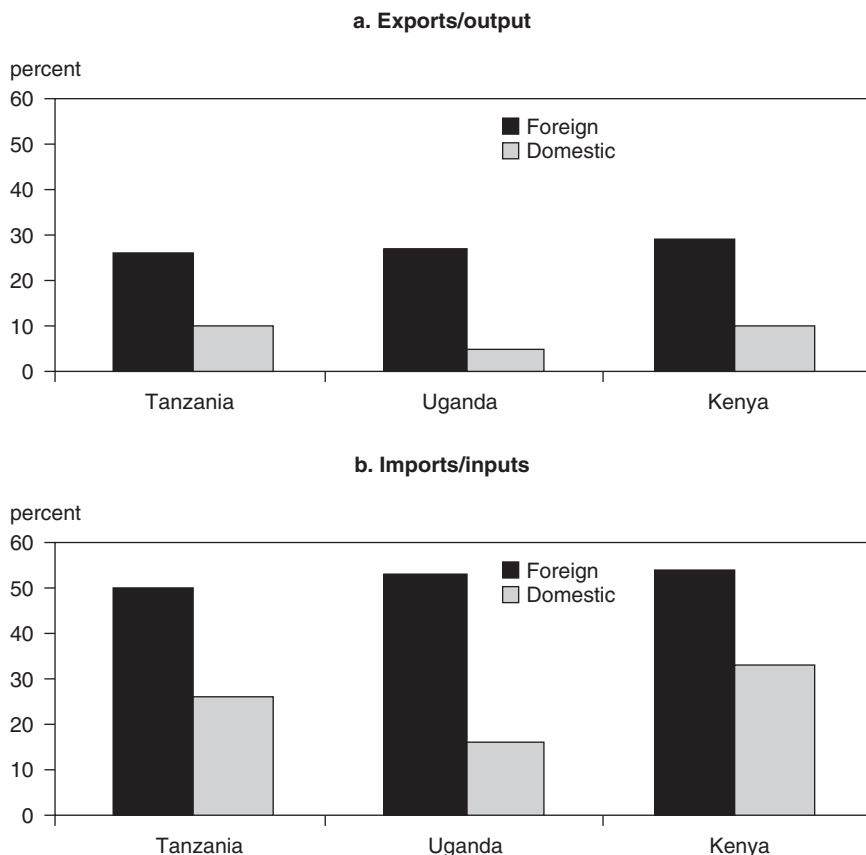 a. Exports/output
percent
60
50
40
30
20
10
0
Foreign
Domestic
Tanzania Uganda Kenya
b. Imports/inputs
percent
60
50
40
30
20
10
0
Foreign
Domestic
Tanzania Uganda Kenya